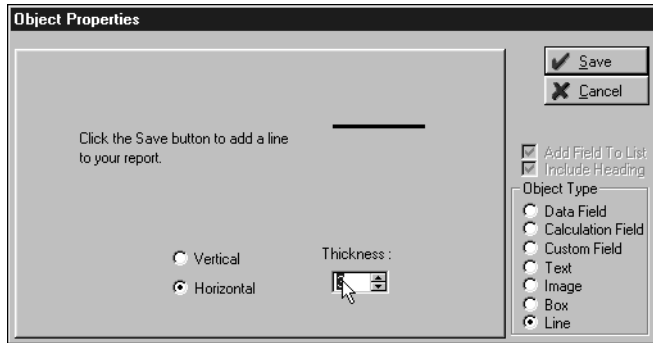 Object Properties
Save
Cancel
Click the Save button to add a line
to your report.
Add Field To List
Include Heading
Object Type
Data Field
Calculation Field
Custom Field
Text
Image
Box
Line
Vertical
Horizontal
Thickness :